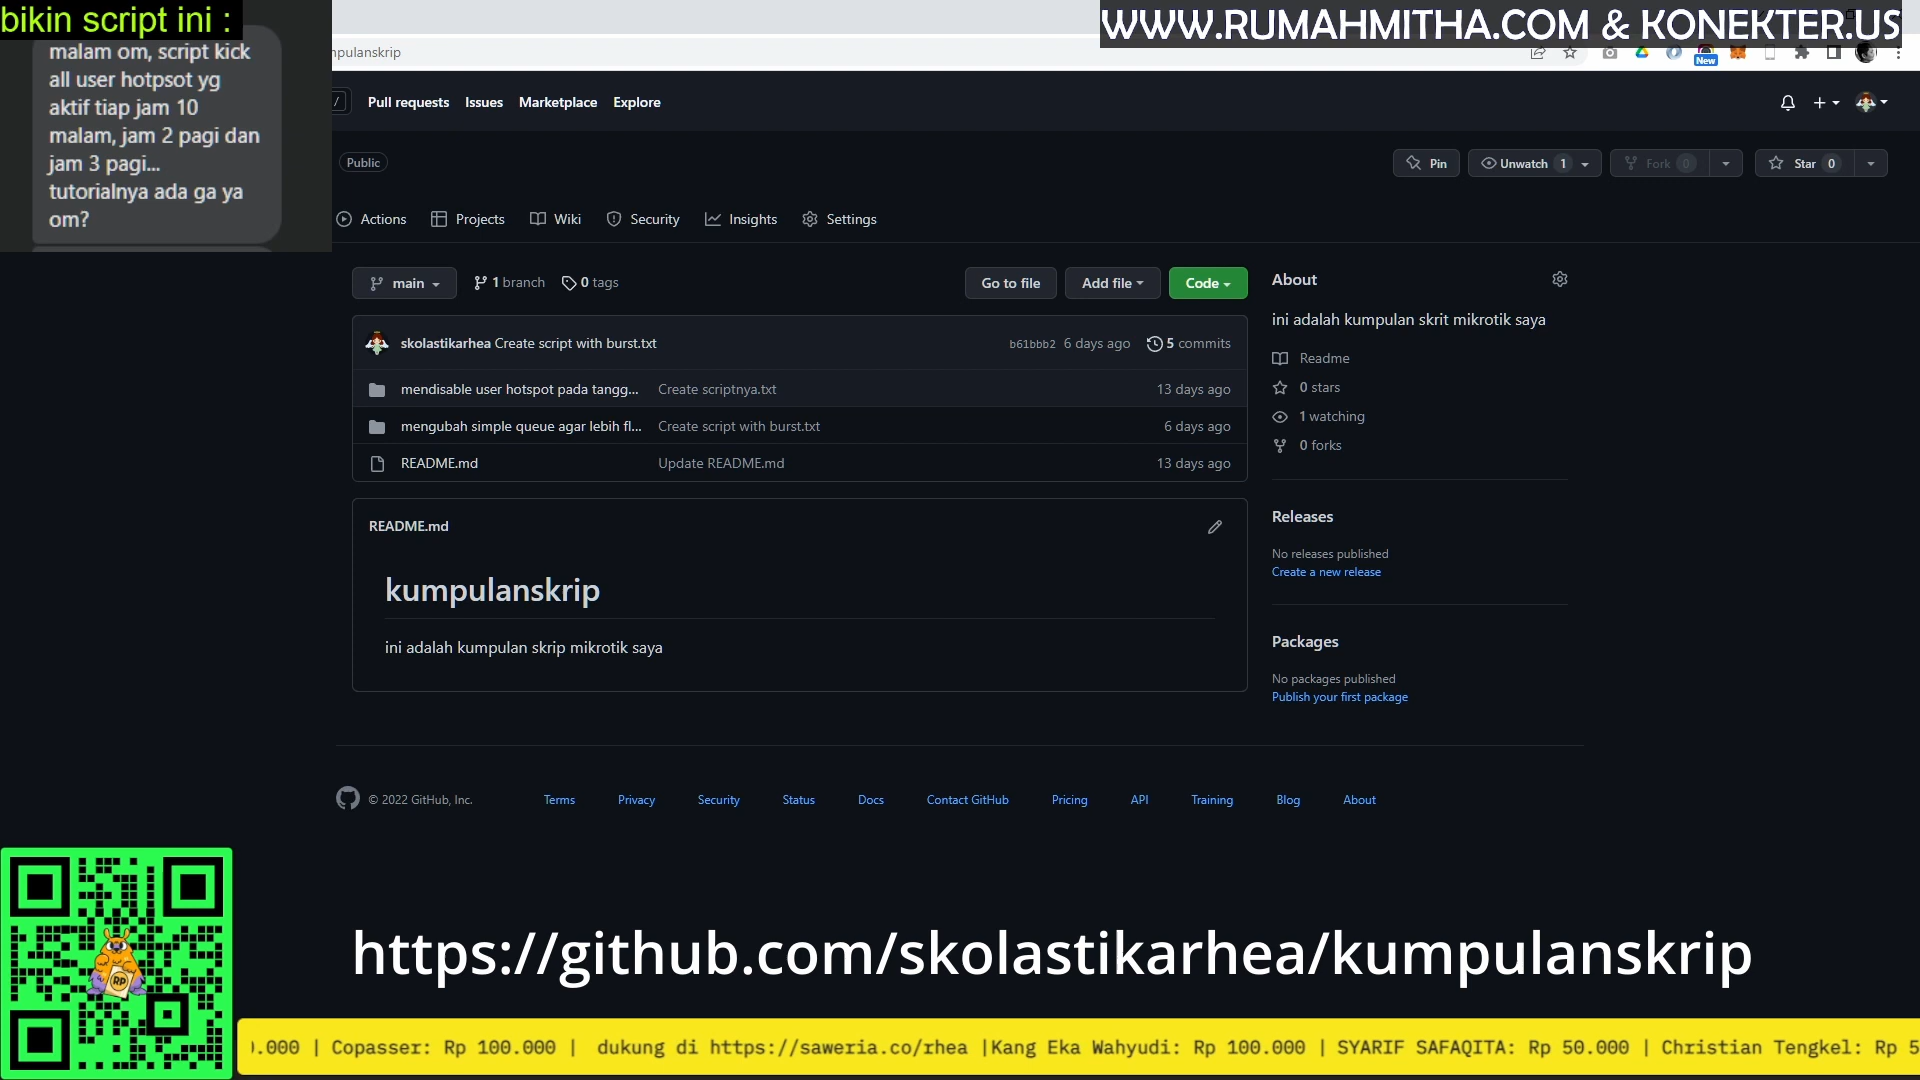 bikin script ini :
malam om, script kick
all user hotpsot yg
aktif tiap jam 10
malam, jam 2 pagi dan
jam 3 pagi...
tutorialnya ada ga ya
om?
WWW.RUMAHMITHA.COM & KONEKTER.US
npulanskrip
New
/ Pull requests Issues Marketplace Explore
Public
Pin Unwatch 1 Fork 0 Star 0
Actions Projects Wiki Security Insights Settings
main 1 branch 0 tags Go to file Add file Code
skolastikarhea Create script with burst.txt b61bbb2 6 days ago 5 commits
mendisable user hotspot pada tangg... Create scriptnya.txt 13 days ago
mengubah simple queue agar lebih fl... Create script with burst.txt 6 days ago
README.md Update README.md 13 days ago
README.md
kumpulanskrip
ini adalah kumpulan skrip mikrotik saya
About
ini adalah kumpulan skrit mikrotik saya
Readme
0 stars
1 watching
0 forks
Releases
No releases published
Create a new release
Packages
No packages published
Publish your first package
© 2022 GitHub, Inc. Terms Privacy Security Status Docs Contact GitHub Pricing API Training Blog About
RP
https://github.com/skolastikarhea/kumpulanskrip
0.000 | Copasser: Rp 100.000 | dukung di https://saweria.co/rhea |Kang Eka Wahyudi: Rp 100.000 | SYARIF SAFAQITA: Rp 50.000 | Christian Tengkel: Rp 5